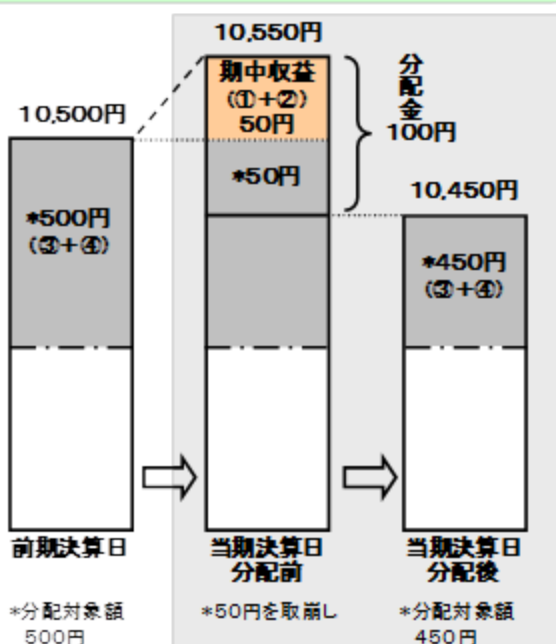 10,550円
期中収益
(①+②)
50円
分配金
100円
10,500円
*50円
10,450円
*500円
(③+④)
*450円
(③+④)
前期決算日
当期決算日
分配前
当期決算日
分配後
*分配対象額
500円
*50円を取崩し
*分配対象額
450円